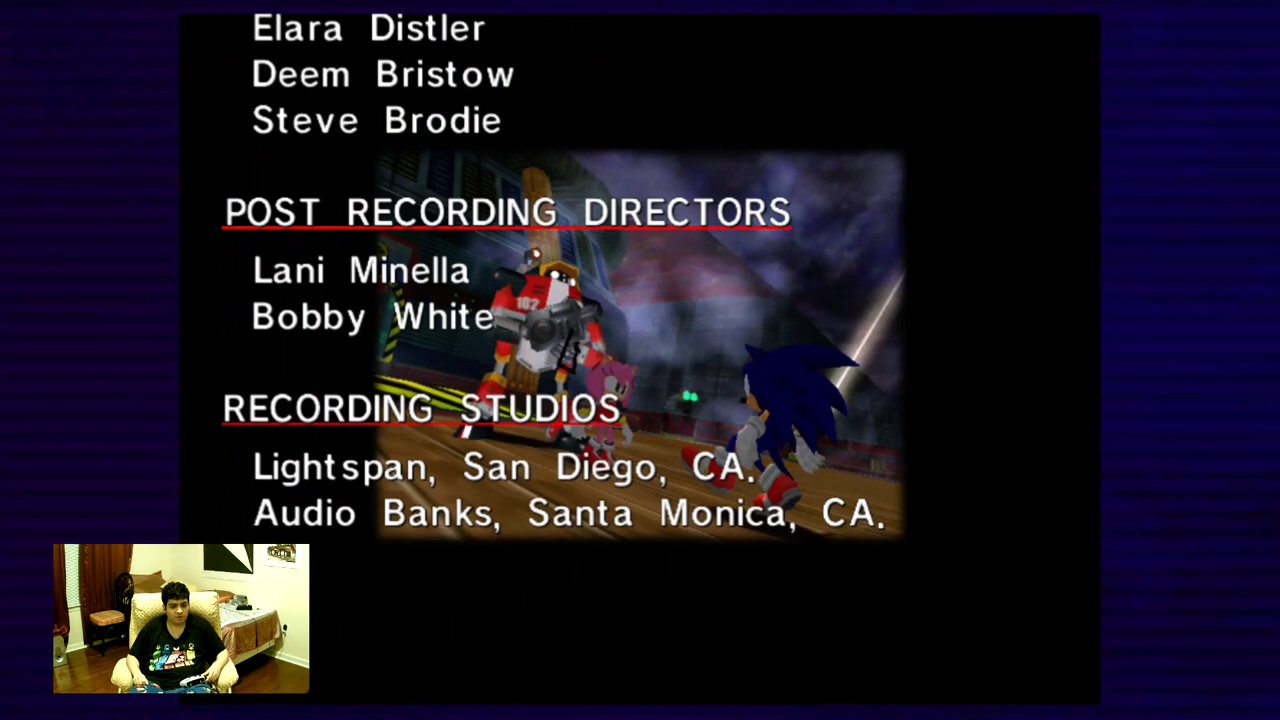 Elara Distler
Deem Bristow
Steve Brodie
POST RECORDING DIRECTORS
Lani Minella
Bobby White
102
RECORDING STUDIOS
Lightspan, San Diego, CA.
Audio Banks, Santa Monica, CA.